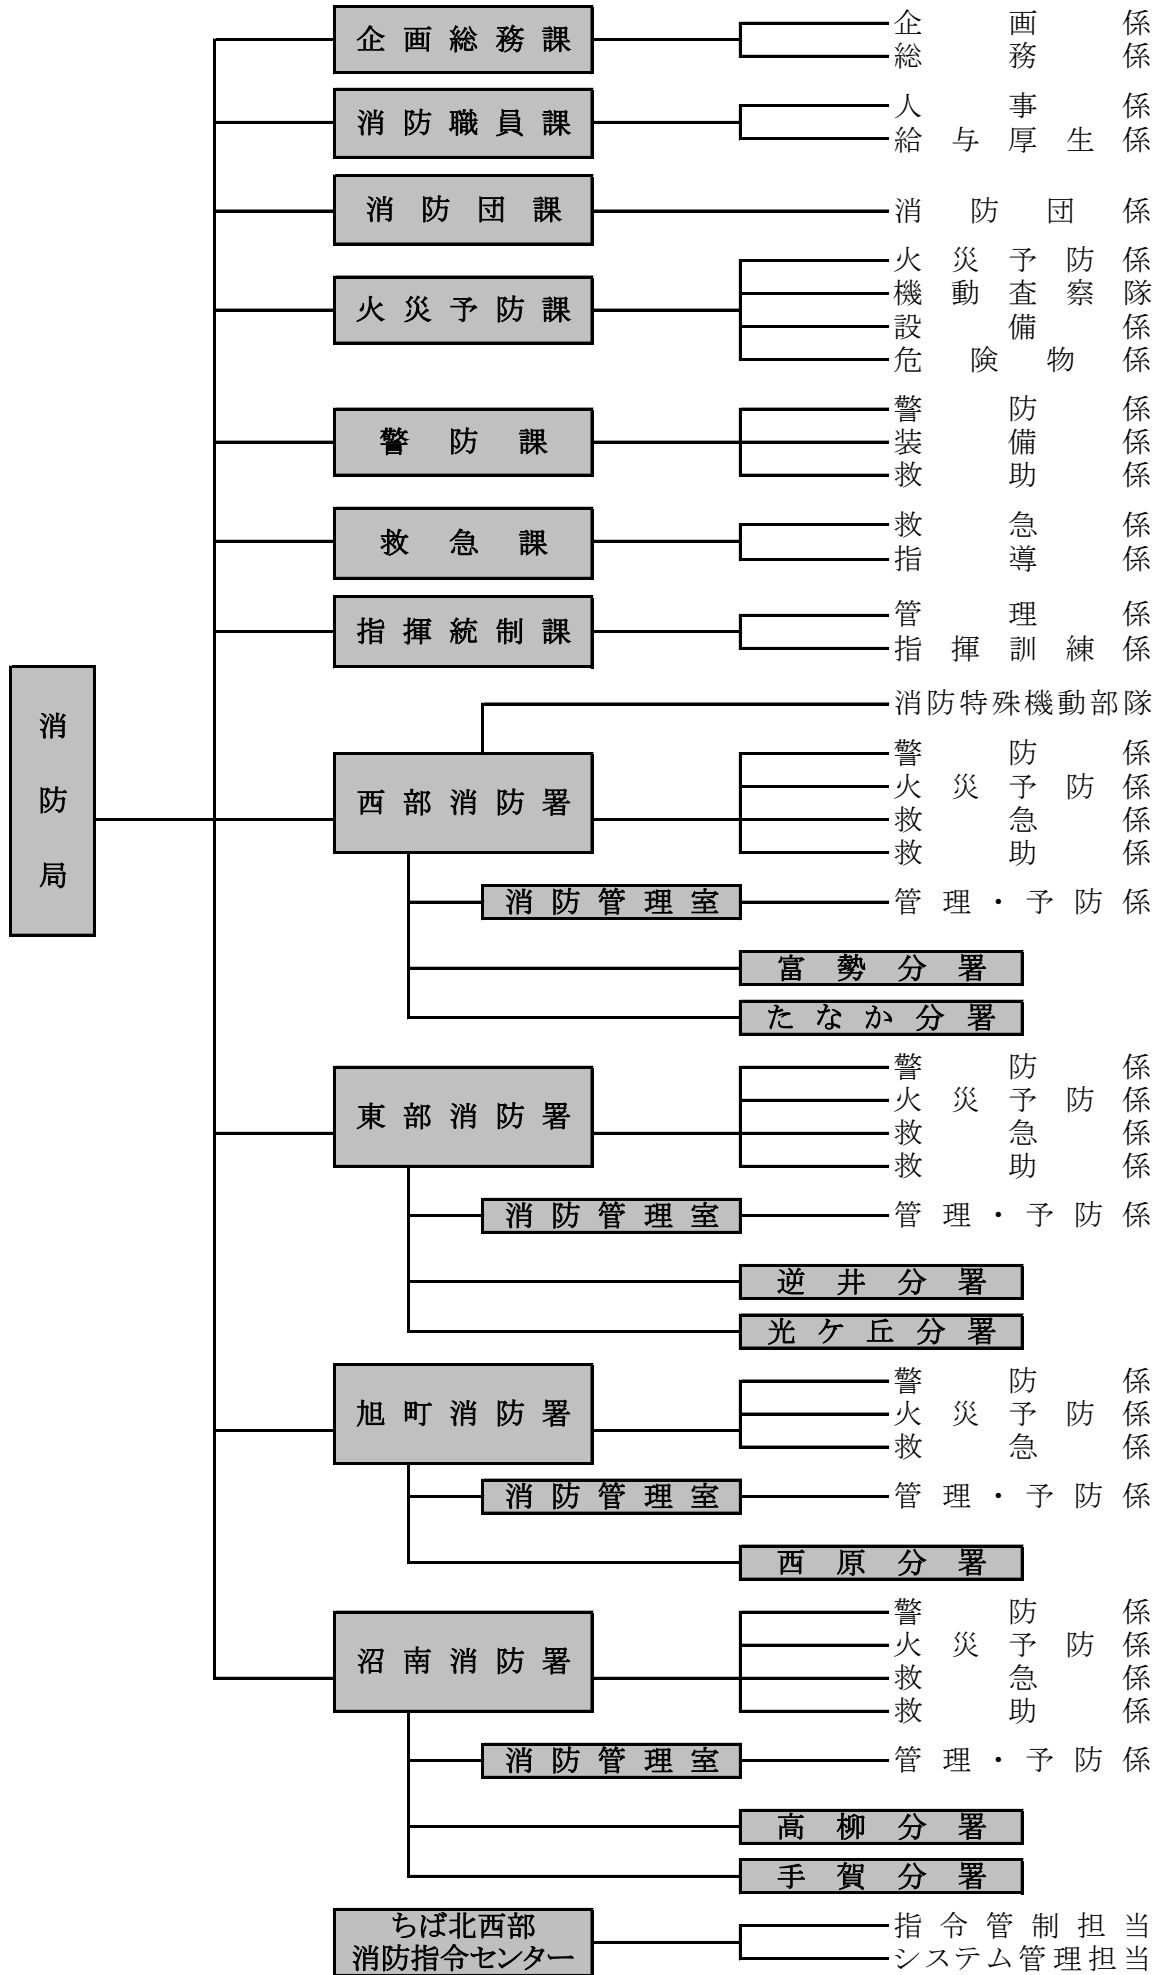 企画総務課
企画係
総務係
消防職員課
人事係
給与厚生係
消防団課
消防団係
火災予防課
火災予防係
機動査察隊
設備係
危険物係
警防課
警防係
装備係
救助係
救急課
救急係
指導係
指揮統制課
管理係
指揮訓練係
消防局
消防特殊機動部隊
西部消防署
警防係
火災予防係
救急係
救助係
消防管理室
管理・予防係
富勢分署
たなか分署
東部消防署
警防係
火災予防係
救急係
救助係
消防管理室
管理・予防係
逆井分署
光ケ丘分署
旭町消防署
警防係
火災予防係
救急係
消防管理室
管理・予防係
西原分署
沼南消防署
警防係
火災予防係
救急係
救助係
消防管理室
管理・予防係
高柳分署
手賀分署
ちば北西部
消防指令センター
指令管制担当
システム管理担当